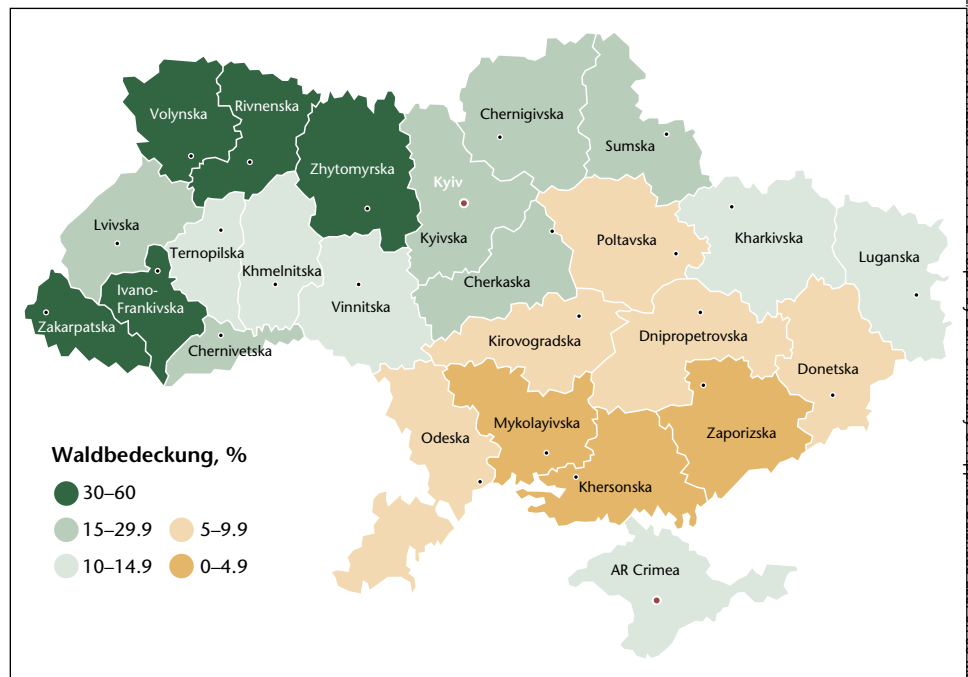 Volynska
Rivnenska
Zhytomyrska
Chernigivska
Sumska
Kyiv
Kyivska
Lvivska
Ternopilska
Khmelnitska
Vinnitska
Cherkaska
Poltavska
Kharkivska
Luganska
Ivano-
Frankivska
Zakarpatska
Chernivetska
Kirovogradska
Dnipropetrovska
Donetska
Odeska
Mykolayivska
Zaporizska
Khersonska
AR Crimea
Waldbedeckung, %
30–60
15–29.9
5–9.9
10–14.9
0–4.9